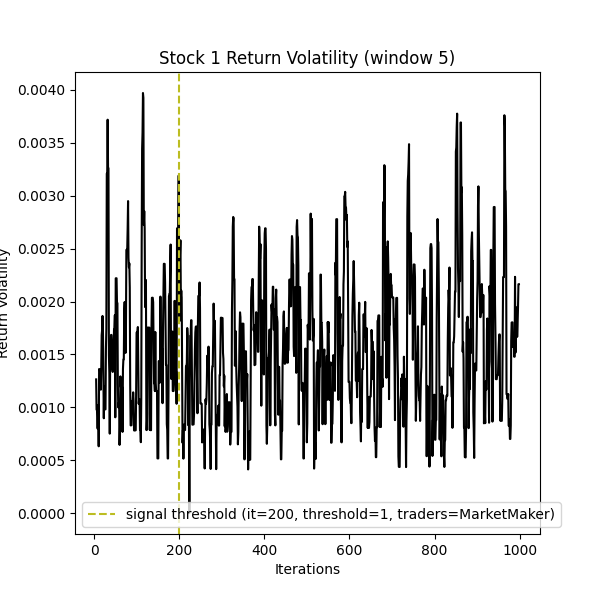 Stock 1 Return Volatility (window 5)
0.0040
0.0035
0.0030
0.0025
0.0020
0.0015
0.0010
0.0005
0.0000
Return Volatility
signal threshold (it=200, threshold=1, traders=MarketMaker)
0 200 400 600 800 1000
Iterations